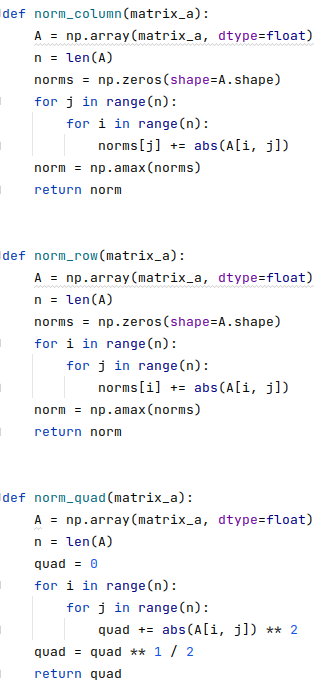 def norm_column(matrix_a):
    A = np.array(matrix_a, dtype=float)
    n = len(A)
    norms = np.zeros(shape=A.shape)
    for j in range(n):
        for i in range(n):
            norms[j] += abs(A[i, j])
    norm = np.amax(norms)
    return norm
def norm_row(matrix_a):
    A = np.array(matrix_a, dtype=float)
    n = len(A)
    norms = np.zeros(shape=A.shape)
    for i in range(n):
        for j in range(n):
            norms[i] += abs(A[i, j])
    norm = np.amax(norms)
    return norm
def norm_quad(matrix_a):
    A = np.array(matrix_a, dtype=float)
    n = len(A)
    quad = 0
    for i in range(n):
        for j in range(n):
            quad += abs(A[i, j]) ** 2
    quad = quad ** 1 / 2
    return quad